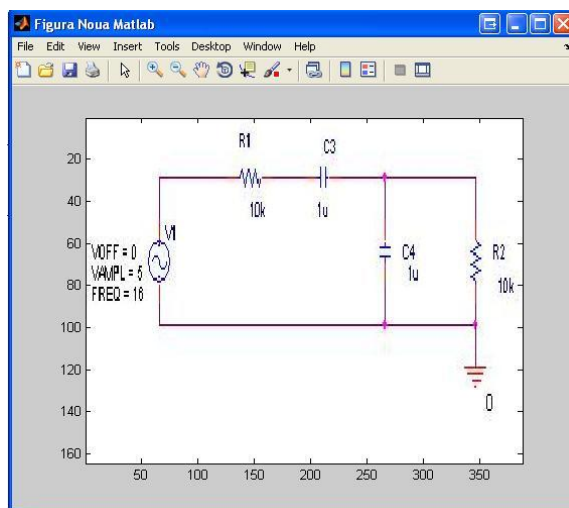 Figura Noua Matlab
File Edit View Insert Tools Desktop Window Help
R1
C3
20
40
10k
1u
V1
60
VOFF = 0
C4
R2
VAMPL = 5
1u
80
10k
FREQ = 16
100
120
0
140
160
50 100 150 200 250 300 350